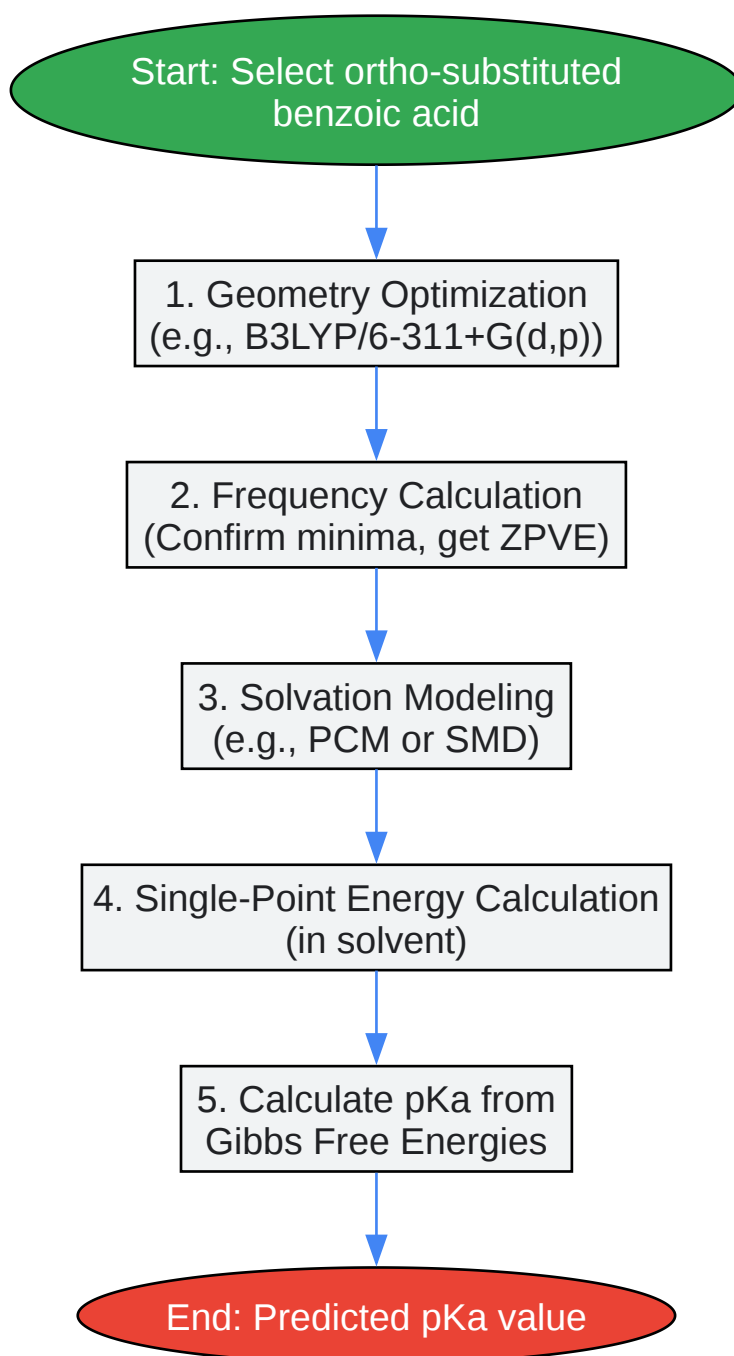 Start: Select ortho-substituted
benzoic acid
1. Geometry Optimization
(e.g., B3LYP/6-311+G(d,p))
2. Frequency Calculation
(Confirm minima, get ZPVE)
3. Solvation Modeling
(e.g., PCM or SMD)
4. Single-Point Energy Calculation
(in solvent)
5. Calculate pKa from
Gibbs Free Energies
End: Predicted pKa value